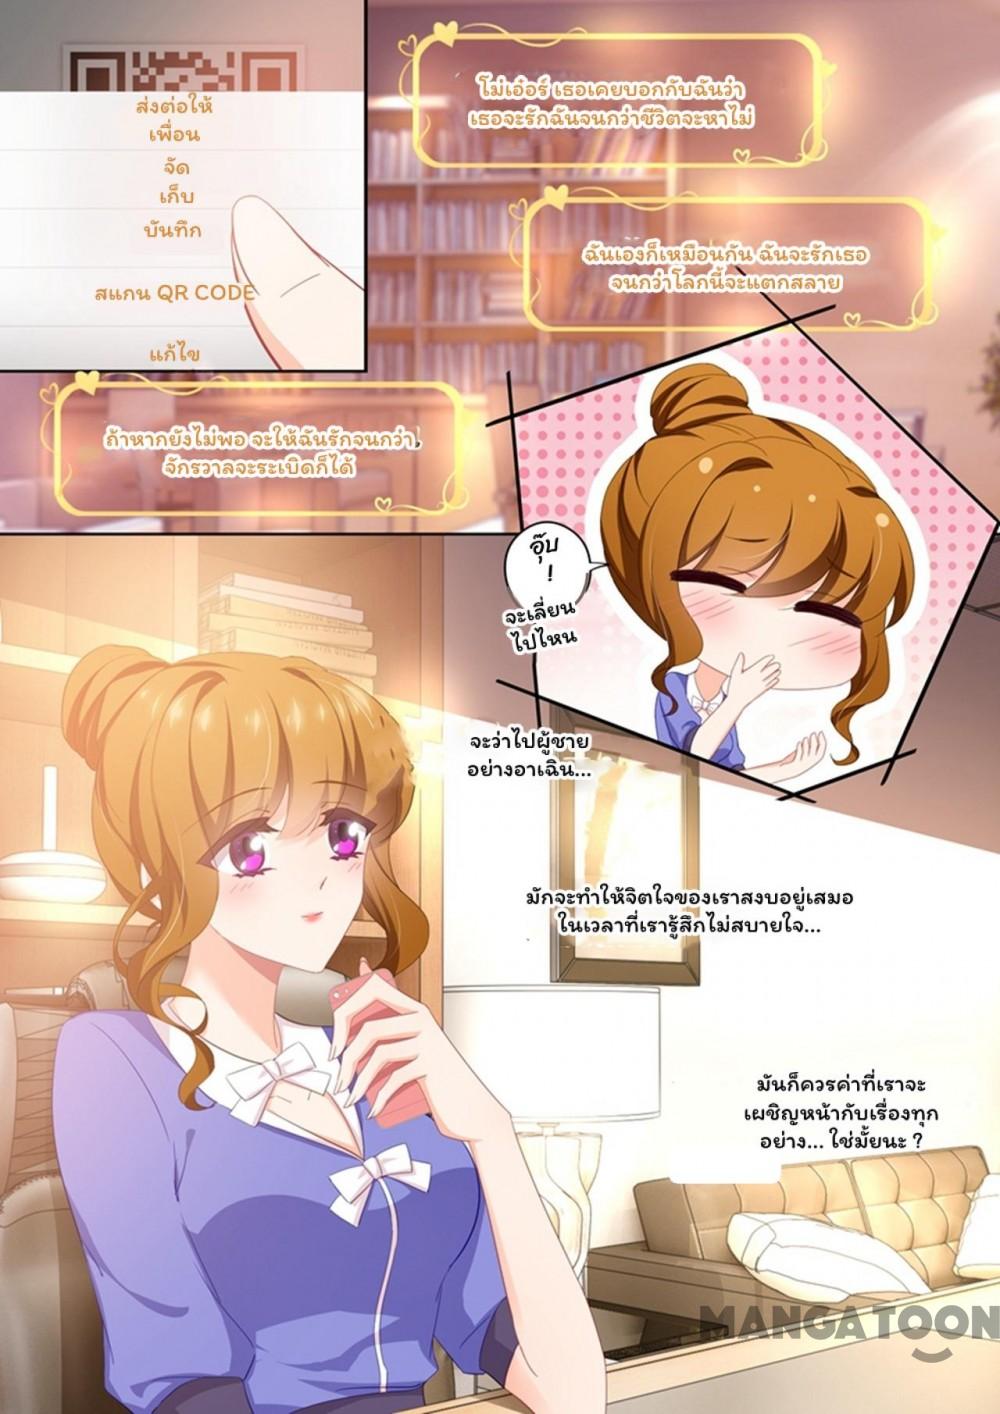 ส่งต่อให้
เพื่อน
จัด
เก็บ
บันทึก
สแกน QR CODE
แก้ไข
โม่เอ๋อร์ เธอเคยบอกกับฉันว่า
เธอจะรักฉันจนกว่าชีวิตจะหาไม่
ฉันเองก็เหมือนกัน ฉันจะรักเธอ
จนกว่าโลกนี้จะแตกสลาย
ถ้าหากยังไม่พอ จะให้ฉันรักจนกว่า
จักรวาลจะระเบิดก็ได้
อุ๊บ
!
จะเลี่ยน
ไปไหน
จะว่าไปผู้ชาย
อย่างอาเฉิน...
มักจะทำให้จิตใจของเราสงบอยู่เสมอ
ในเวลาที่เรารู้สึกไม่สบายใจ...
มันก็ควรค่าที่เราจะ
เผชิญหน้ากับเรื่องทุก
อย่าง... ใช่มั้ยนะ ?
MANGATOON